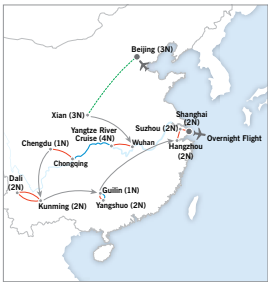 Beijing (3N)
Xian (3N)
Yangtze River
Cruise (4N)
Shanghai
(2N)
Suzhou (2N)
Overnight Flight
Chengdu (1N)
Wuhan
Hangzhou
(2N)
Chongqing
Dali
(2N)
Guilin (1N)
Kunming (2N)
Yangshuo (2N)